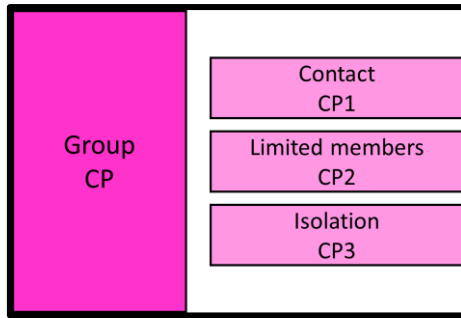 Group
CP
Contact
CP1
Limited members
CP2
Isolation
CP3